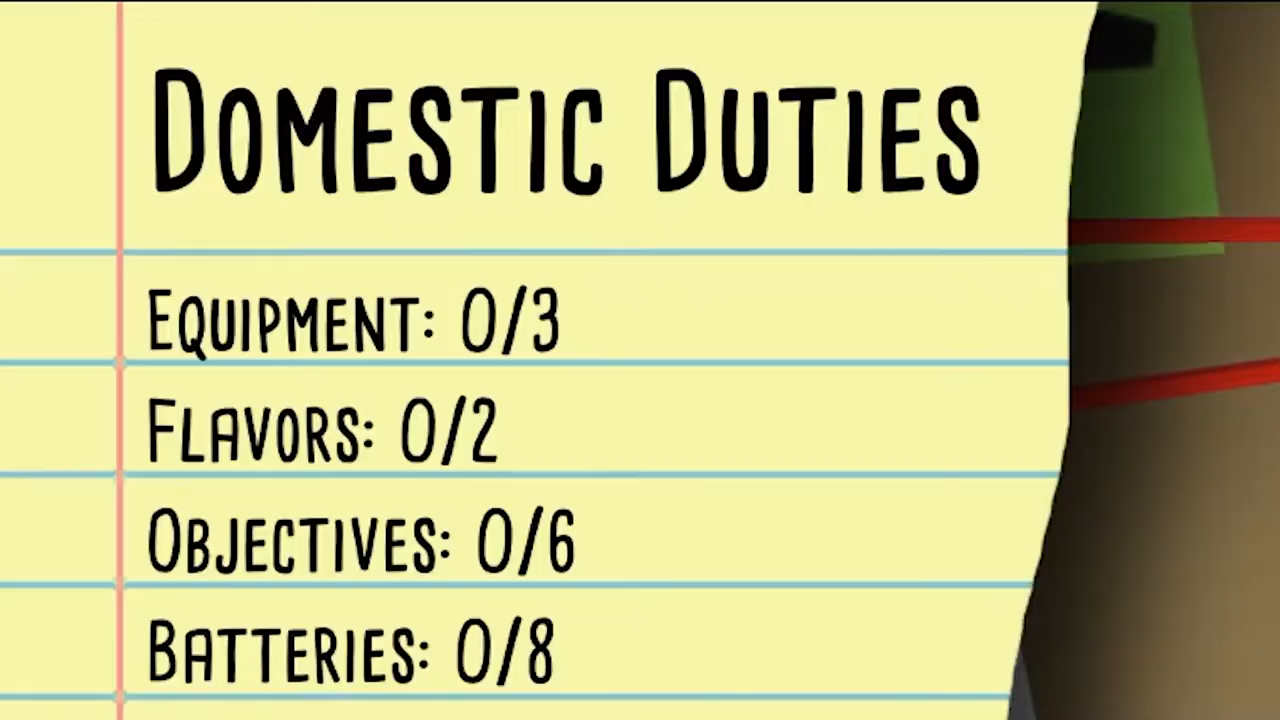 Domestic Duties
Equipment: 0/3
Flavors: 0/2
Objectives: 0/6
Batteries: 0/8